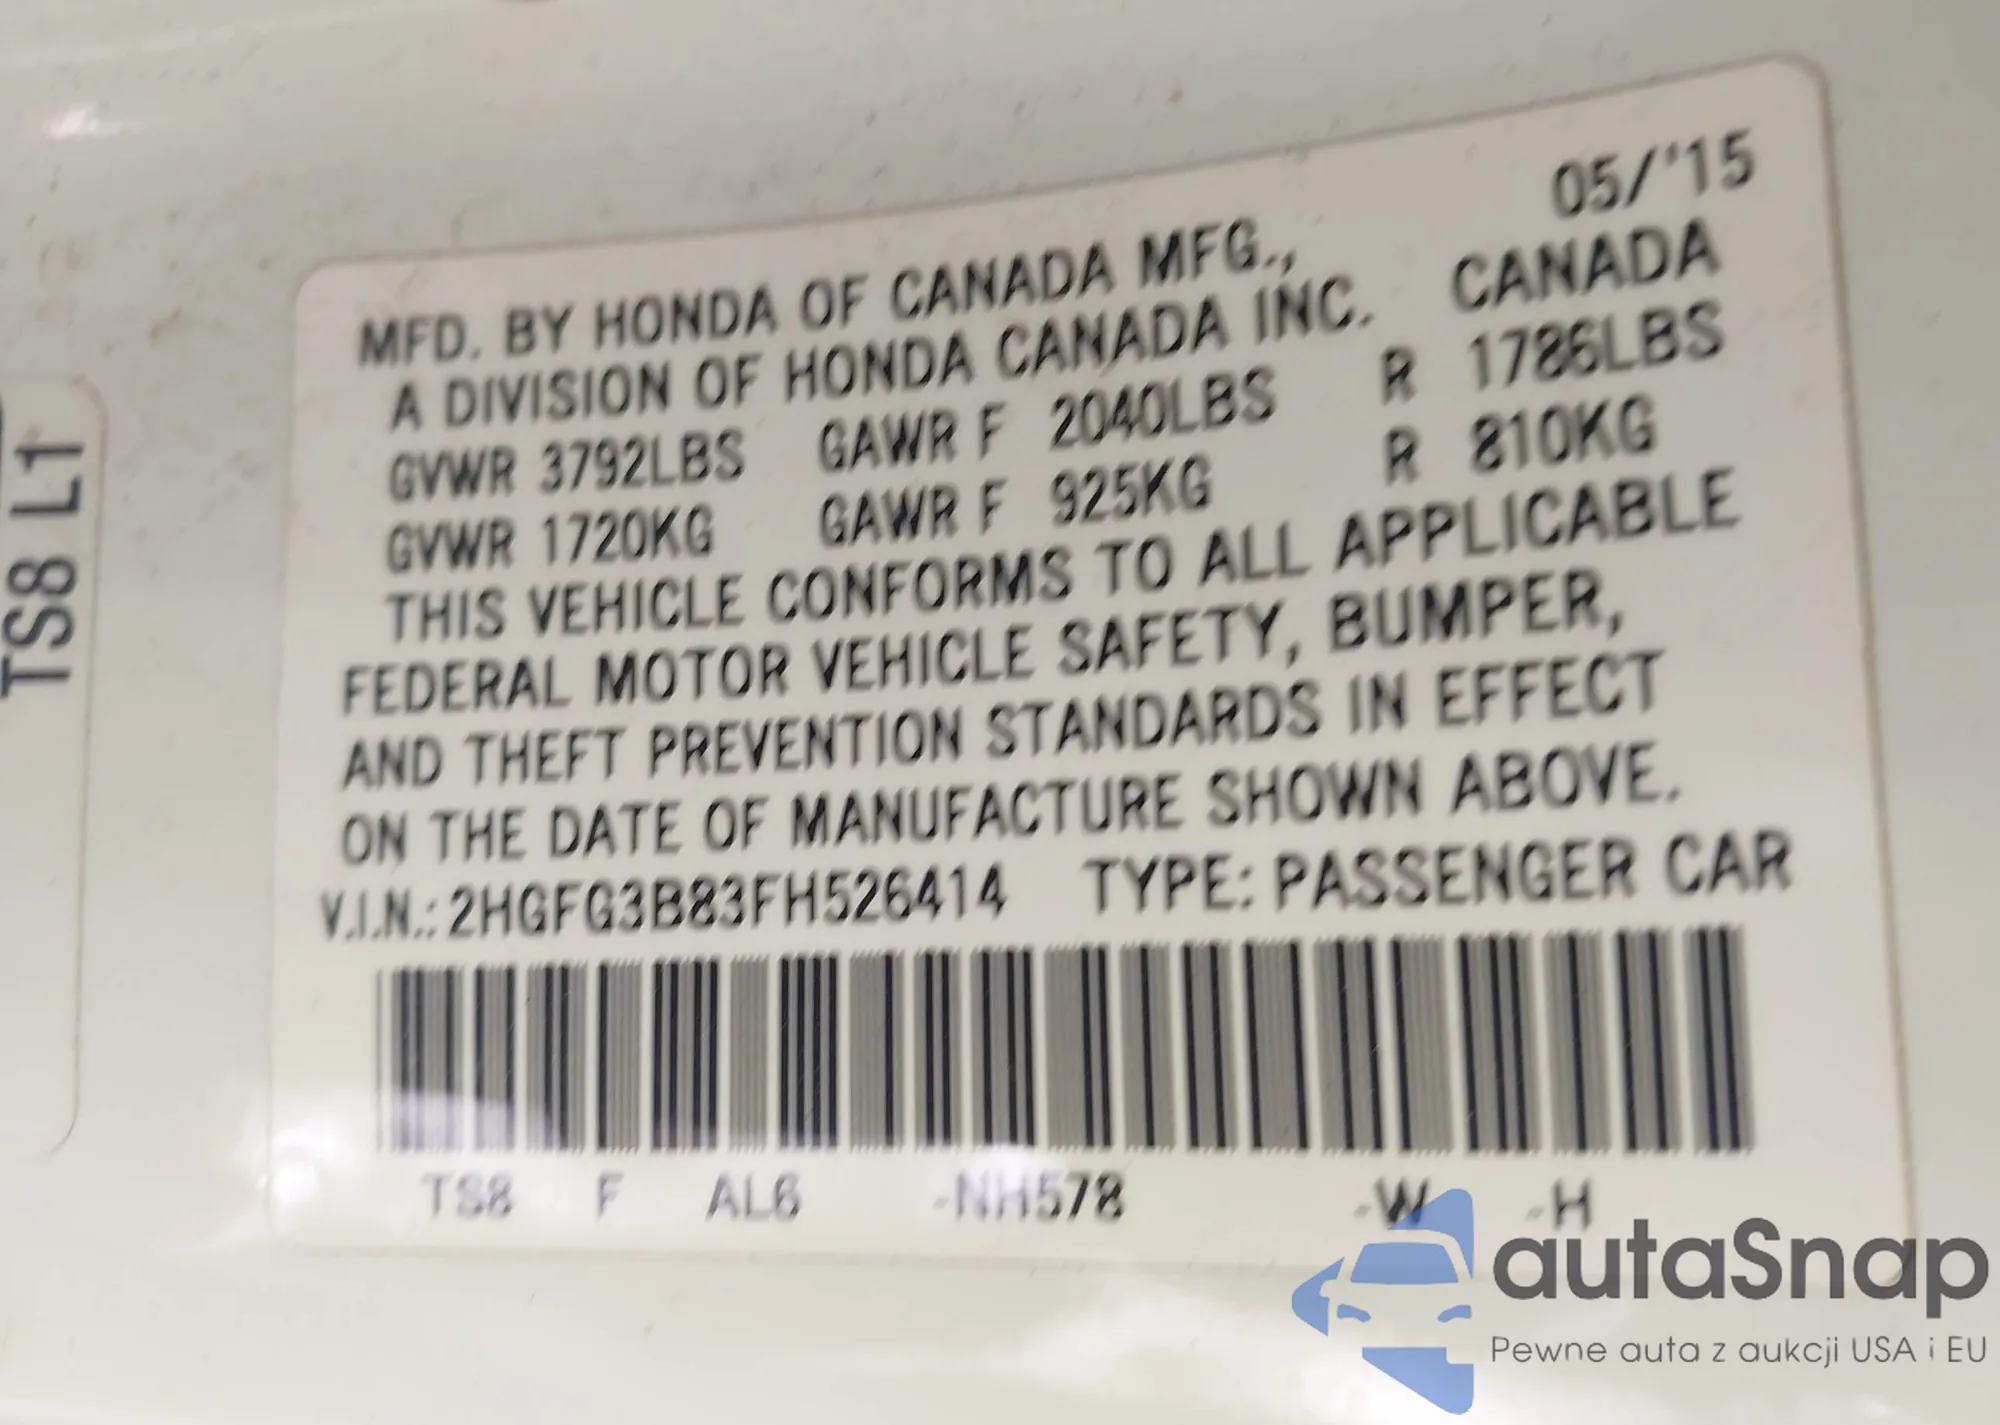 TS8 L1
05/'15
MFD. BY HONDA OF CANADA MFG.,
A DIVISION OF HONDA CANADA INC. CANADA
GVWR 3792LBS GAWR F 2040LBS R 1786LBS
GVWR 1720KG GAWR F 925KG R 810KG
THIS VEHICLE CONFORMS TO ALL APPLICABLE
FEDERAL MOTOR VEHICLE SAFETY, BUMPER,
AND THEFT PREVENTION STANDARDS IN EFFECT
ON THE DATE OF MANUFACTURE SHOWN ABOVE.
V.I.N.: 2HGFG3B83FH526414 TYPE: PASSENGER CAR
TS8 F AL6 -NH578 -W -H
autaSnap
Pewne auta z aukcji USA i EU